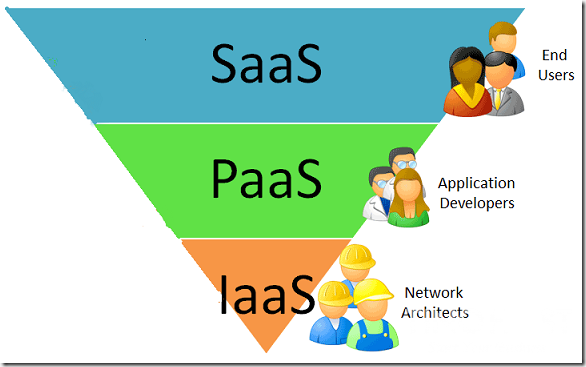 SaaS
End
Users
PaaS
Application
Developers
IaaS
Network
Architects